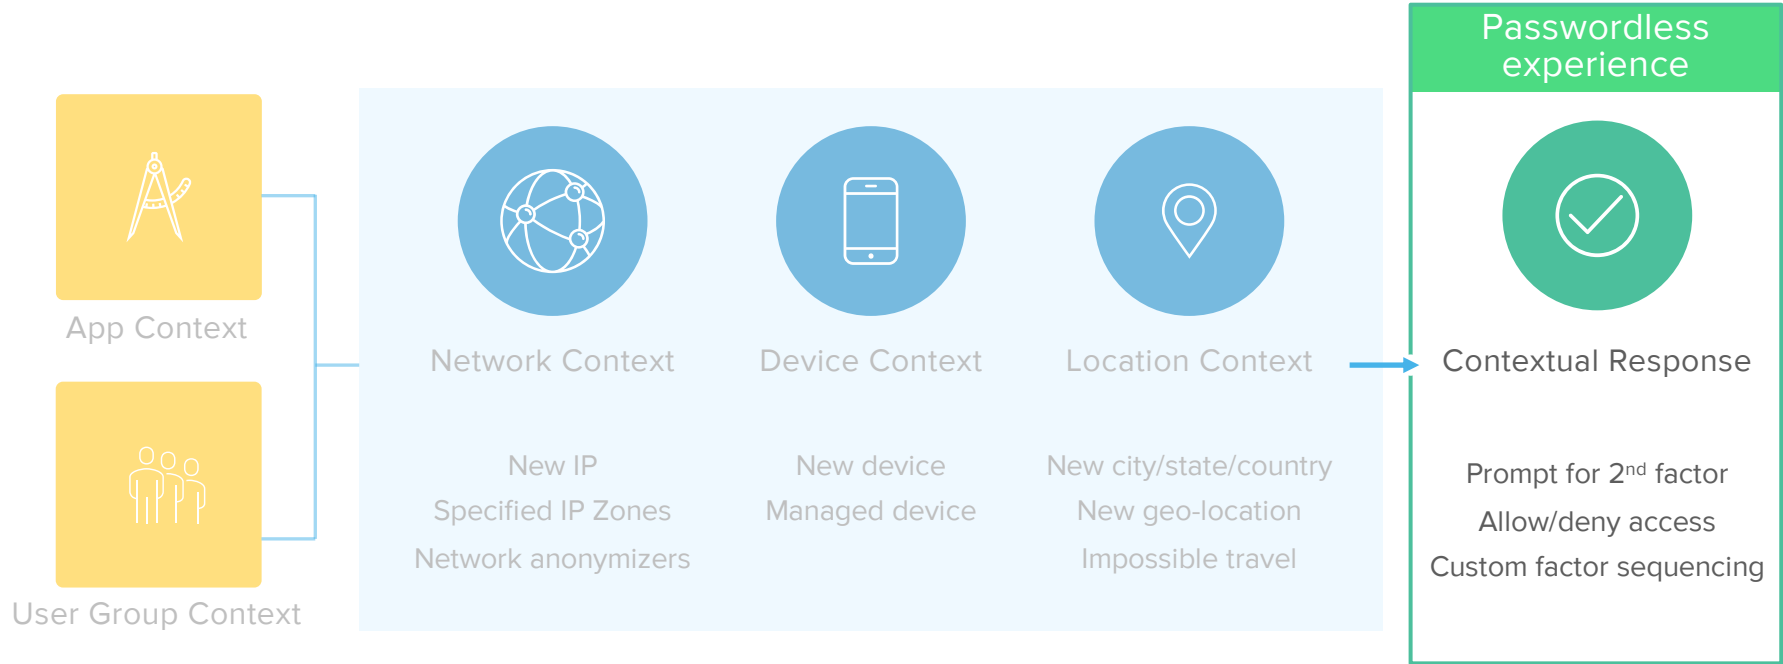 Passwordless
experience
App Context
User Group Context
Network Context
New IP
Specified IP Zones
Network anonymizers
Device Context
New device
Managed device
Location Context
New city/state/country
New geo-location
Impossible travel
Contextual Response
Prompt for 2nd factor
Allow/deny access
Custom factor sequencing